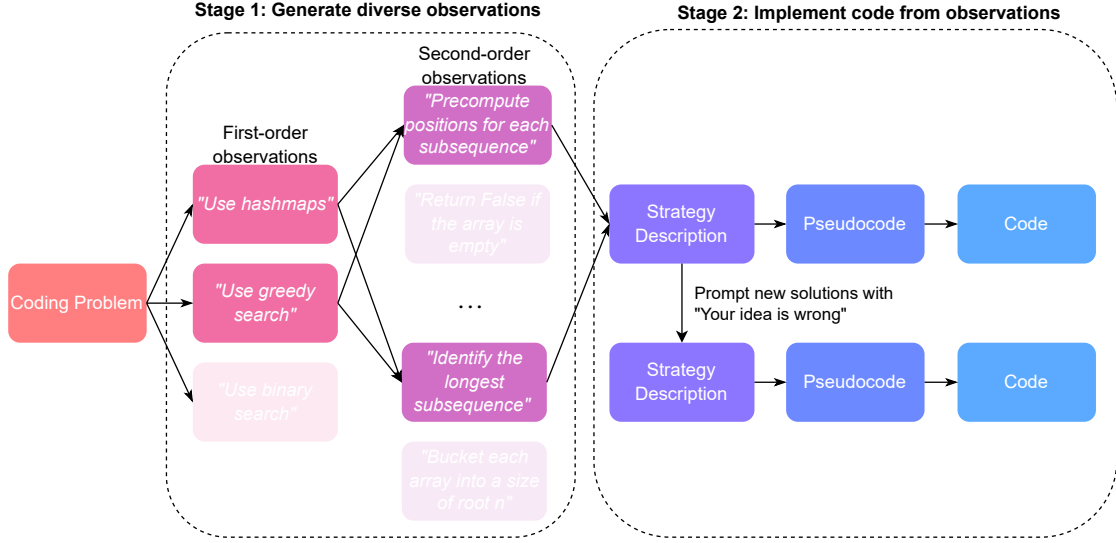 Stage 1: Generate diverse observations
Stage 2: Implement code from observations
Coding Problem
First-order
observations
"Use hashmaps"
"Use greedy
search"
"Use binary
search"
Second-order
observations
"Precompute
positions for each
subsequence"
"Return False if
the array is
empty"
...
"Identify the
longest
subsequence"
"Bucket each
array into a size
of root n"
Strategy
Description
Pseudocode
Code
Prompt new solutions with
"Your idea is wrong"
Strategy
Description
Pseudocode
Code